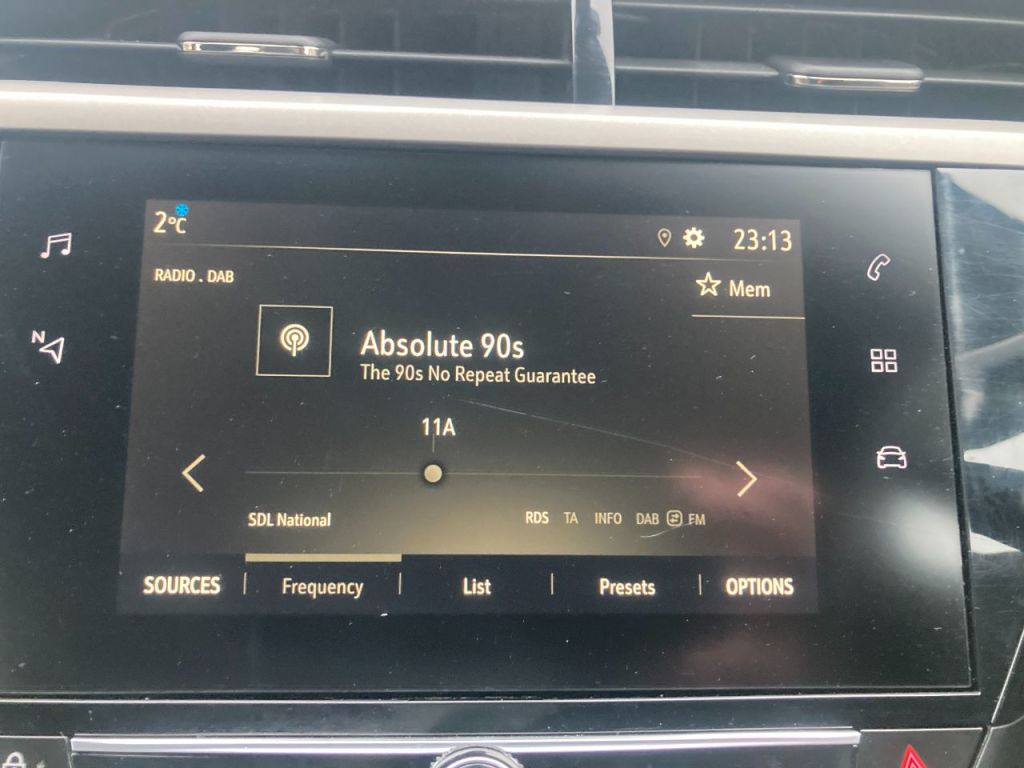 2°C
23:13
RADIO . DAB
Mem
Absolute 90s
The 90s No Repeat Guarantee
N
11A
SDL National
RDS TA INFO DAB FM
SOURCES Frequency List Presets OPTIONS